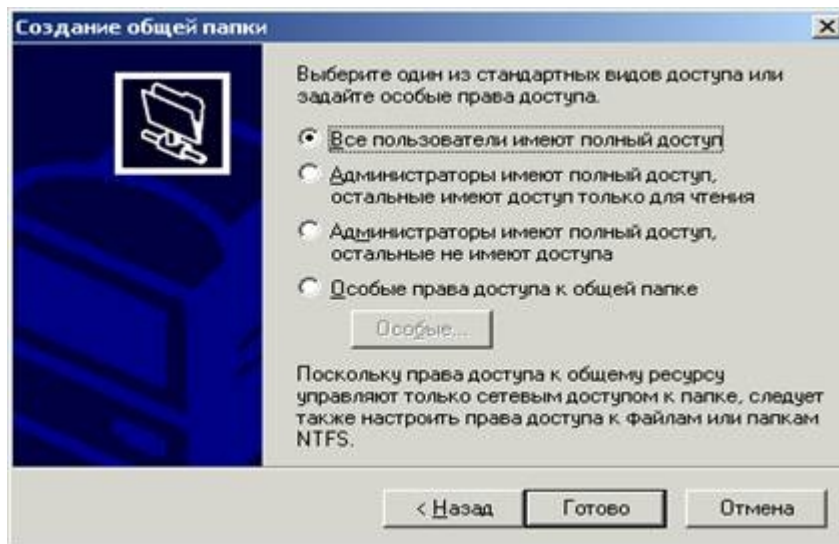 Создание общей папки
Выберите один из стандартных видов доступа или
задайте особые права доступа.
Все пользователи имеют полный доступ
Администраторы имеют полный доступ,
остальные имеют доступ только для чтения
Администраторы имеют полный доступ,
остальные не имеют доступа
Особые права доступа к общей папке
Особые...
Поскольку права доступа к общему ресурсу
управляют только сетевым доступом к папке, следует
также настроить права доступа к файлам или папкам
NTFS.
< Назад
Готово
Отмена